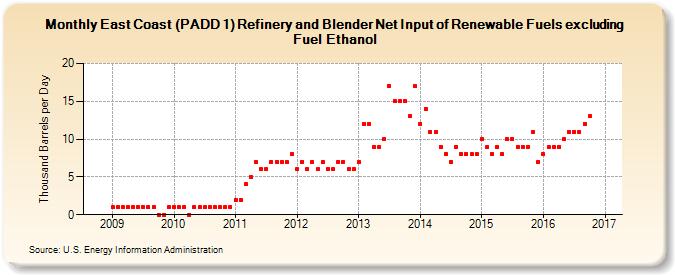 Monthly East Coast (PADD 1) Refinery and Blender Net Input of Renewable Fuels excluding
Fuel Ethanol
Thousand Barrels per Day
20
15
10
5
0
2009 2010 2011 2012 2013 2014 2015 2016 2017
Source: U.S. Energy Information Administration